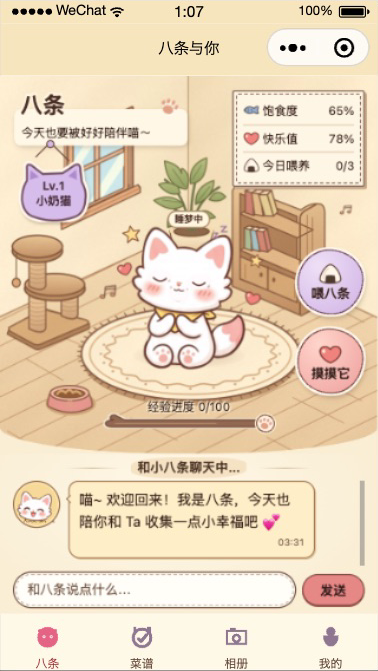 WeChat
1:07
100%
八条与你
八条
今天也要被好好陪伴喵～
Lv.1
小奶猫
饱食度 65%
快乐值 78%
今日喂养 0/3
睡梦中
喂八条
摸摸它
经验进度 0/100
和小八条聊天中...
喵~ 欢迎回来！我是八条，今天也
陪你和 Ta 收集一点小幸福吧 💕
03:31
和八条说点什么...
发送
八条
菜谱
相册
我的